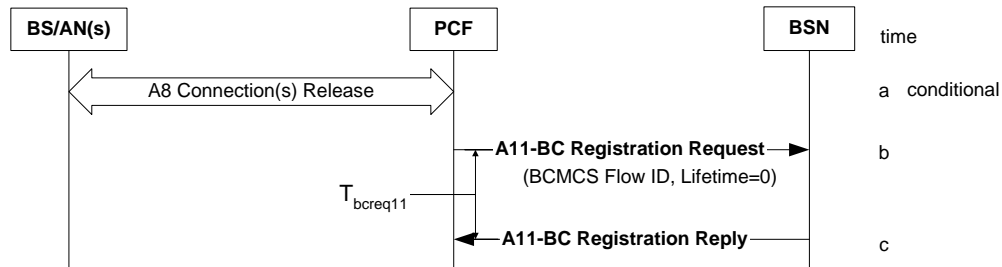 BS/AN(s)
PCF
BSN
time
A8 Connection(s) Release
a conditional
A11-BC Registration Request
b
(BCMCS Flow ID, Lifetime=0)
Tbcreq11
A11-BC Registration Reply
c